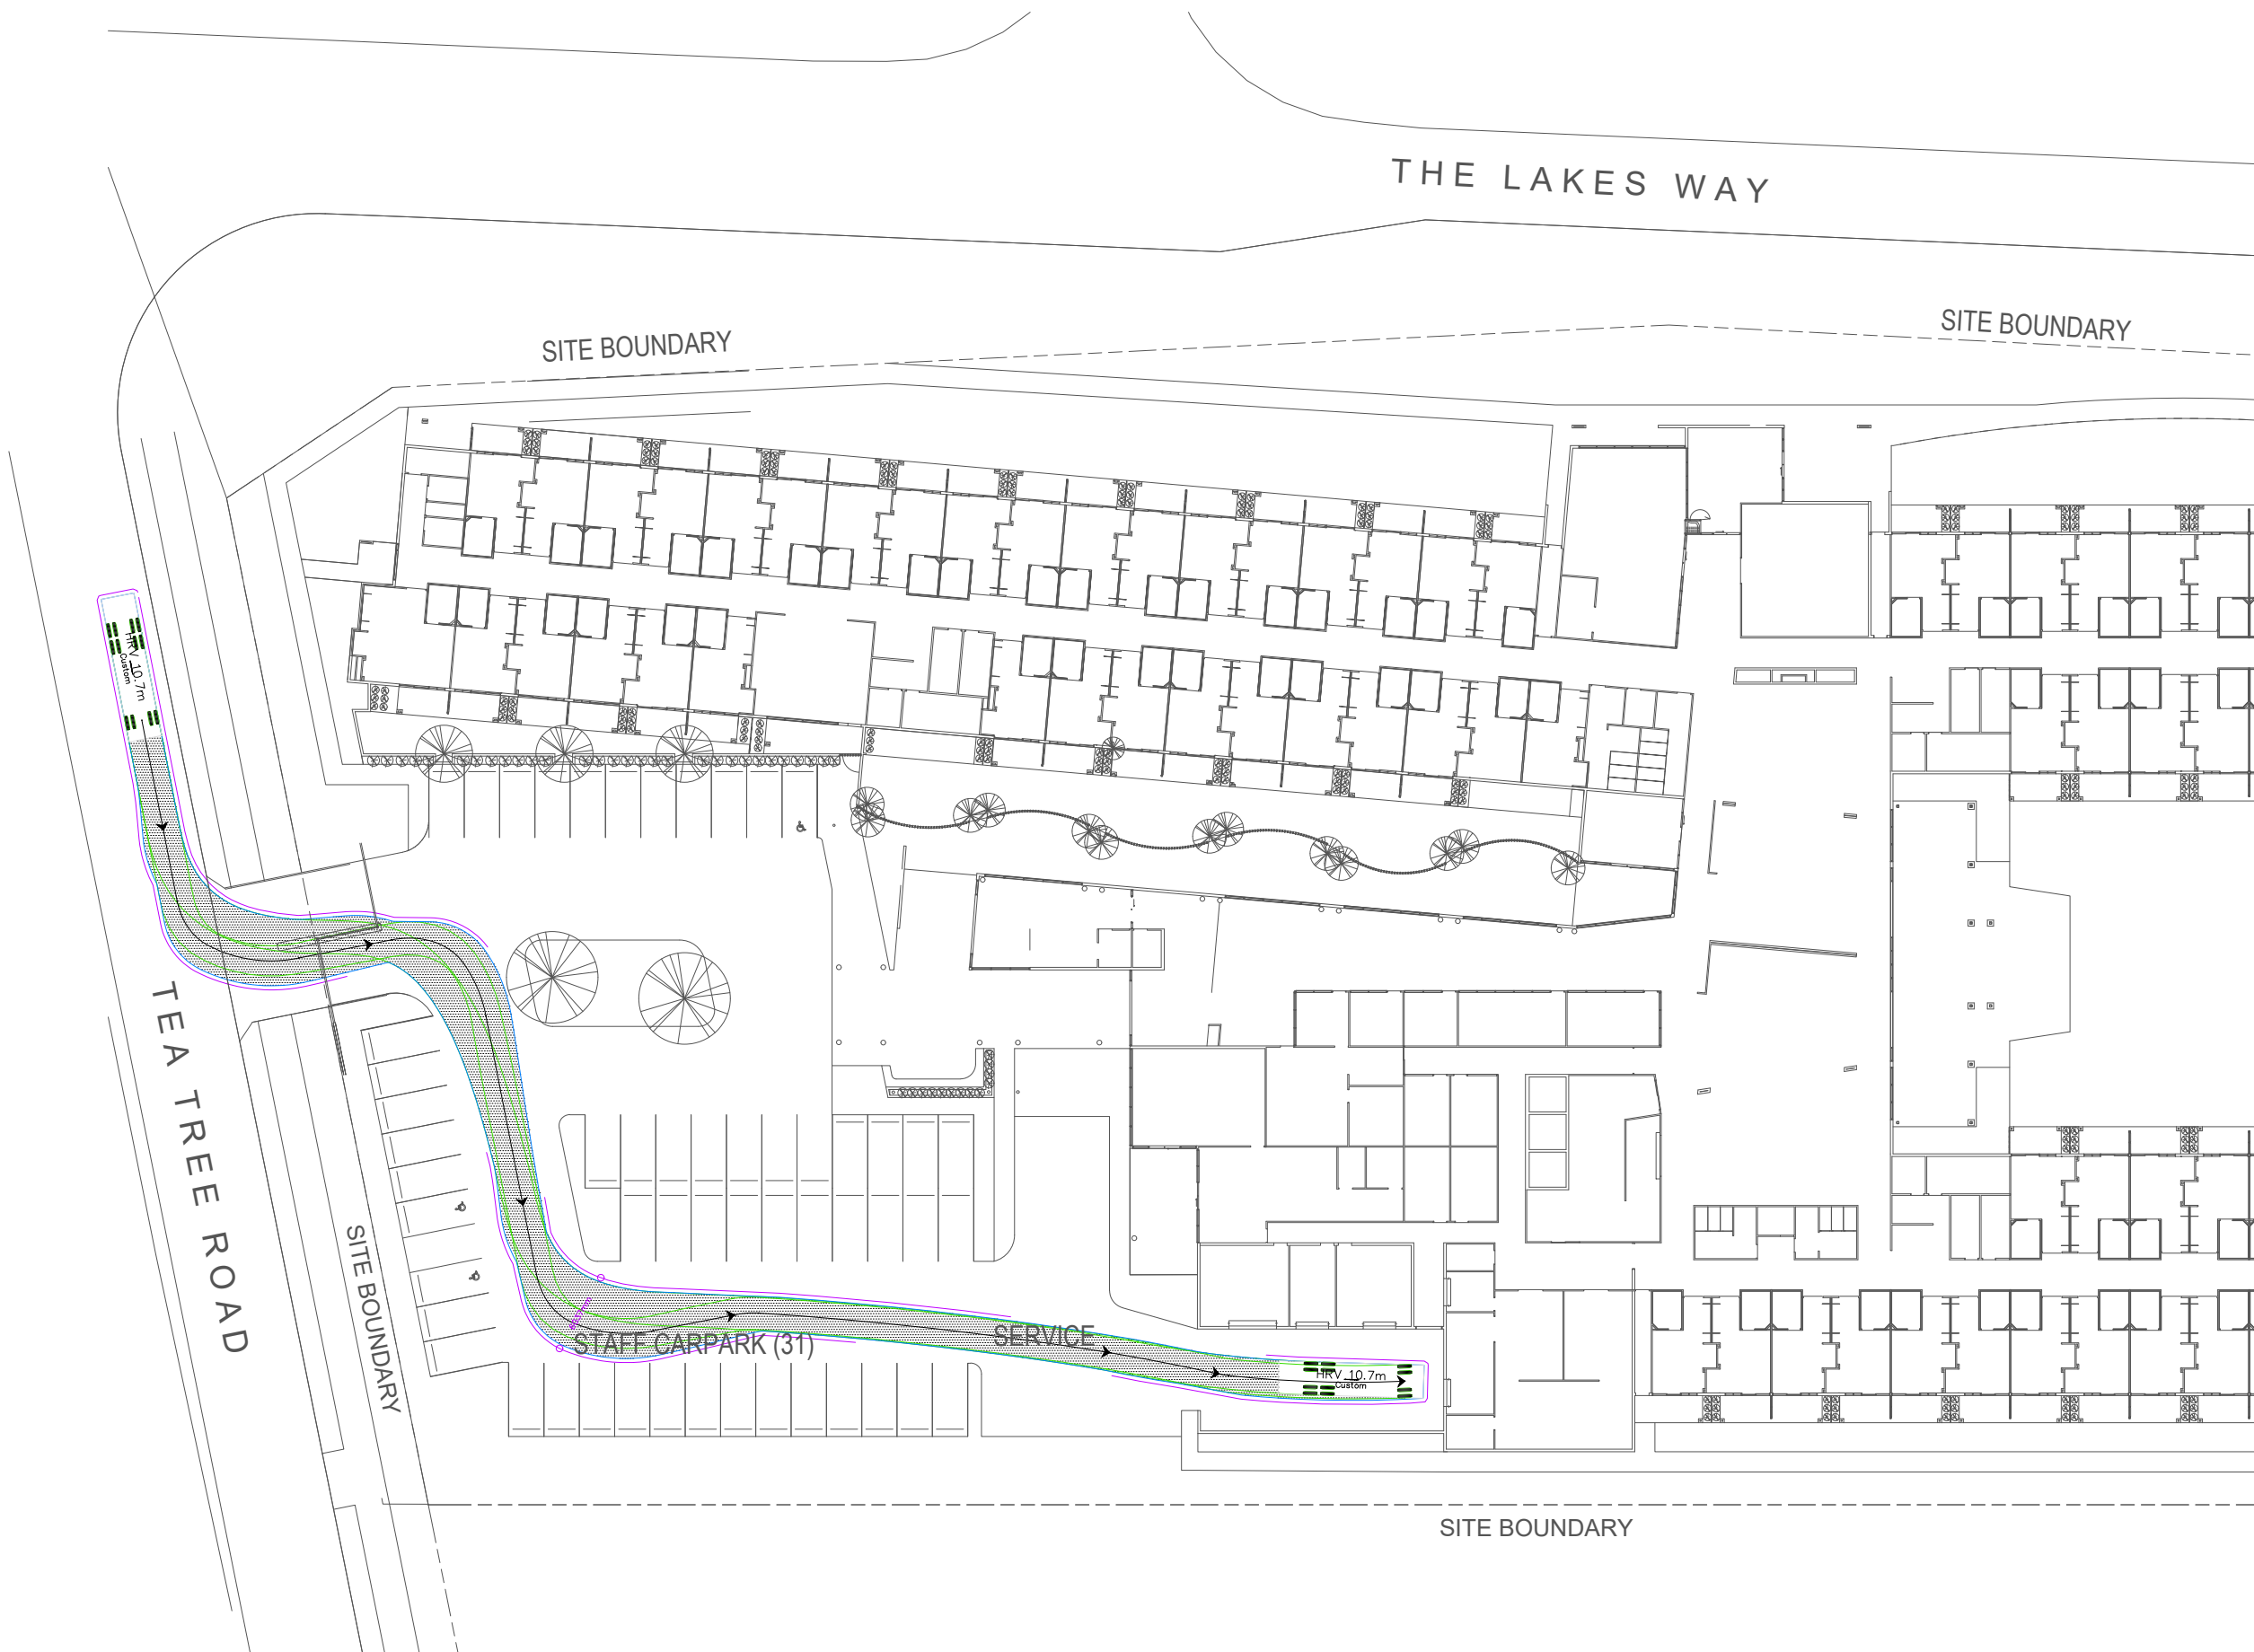 THE LAKES WAY
SITE BOUNDARY
SITE BOUNDARY
HRV 10.7m
Custom
TEA TREE ROAD
SITE BOUNDARY
STAFF CARPARK (31)
SERVICE
HRV 10.7m
Custom
SITE BOUNDARY